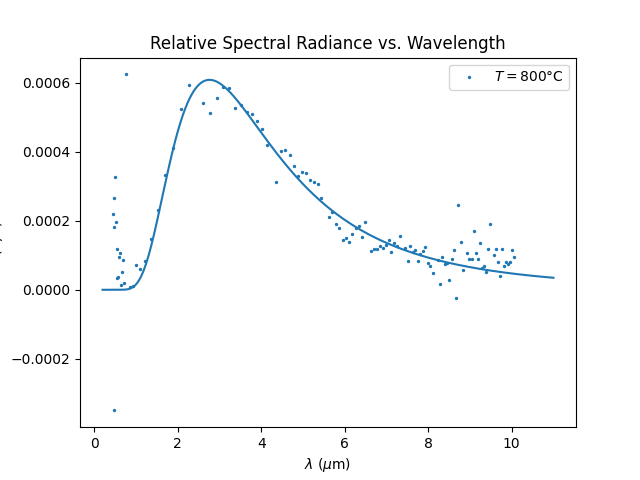 Relative Spectral Radiance vs. Wavelength
T = 800°C
0.0006
0.0004
0.0002
0.0000
−0.0002
0 2 4 6 8 10
λ (μm)